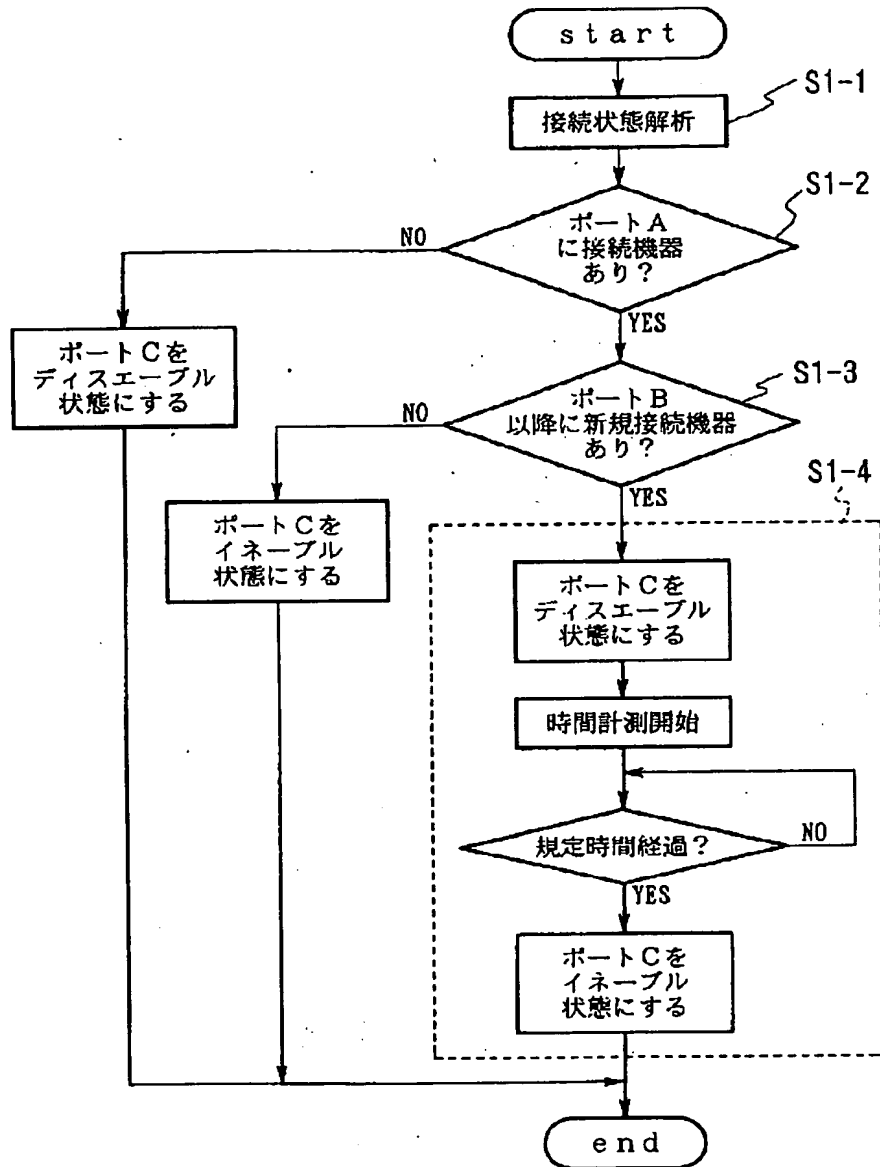 start
S1-1
接続状態解析
S1-2
ポートA
に接続機器
あり？
NO
YES
ポートCを
ディスエーブル
状態にする
S1-3
ポートB
以降に新規接続機器
あり？
NO
YES
S1-4
ポートCを
イネーブル
状態にする
ポートCを
ディスエーブル
状態にする
時間計測開始
規定時間経過？
NO
YES
ポートCを
イネーブル
状態にする
end